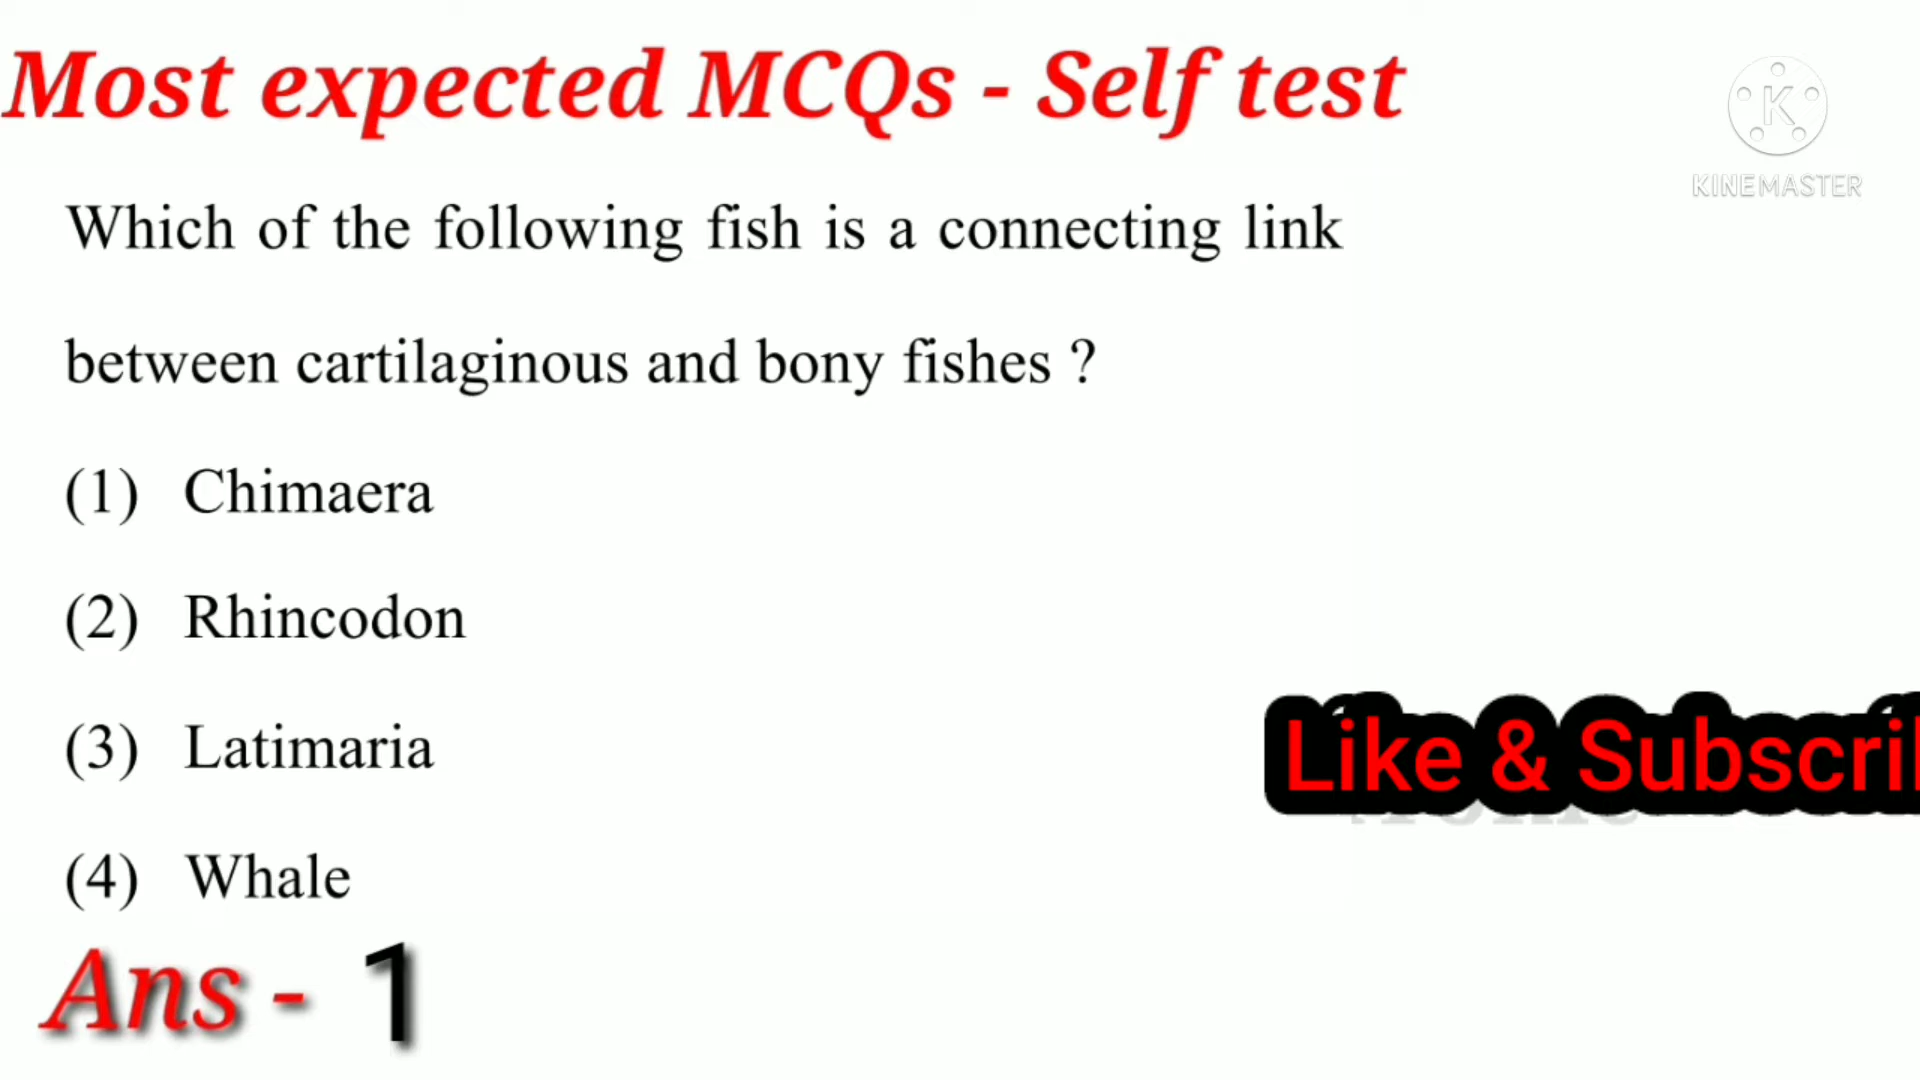 Most expected MCQs - Self test
K
KINEMASTER
Which of the following fish is a connecting link
between cartilaginous and bony fishes ?
(1) Chimaera
(2) Rhincodon
(3) Latimaria
(4) Whale
Like & Subscri
Ans - 1